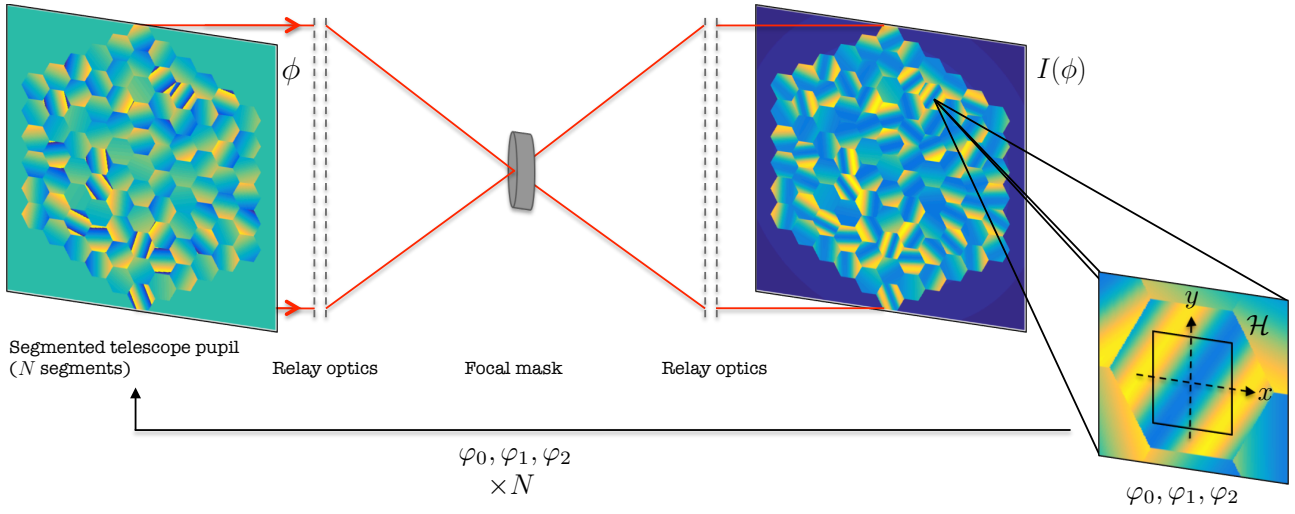 ϕ
I(ϕ)
y
ℋ
x
Segmented telescope pupil
(N segments)
Relay optics
Focal mask
Relay optics
φ₀, φ₁, φ₂
×N
φ₀, φ₁, φ₂